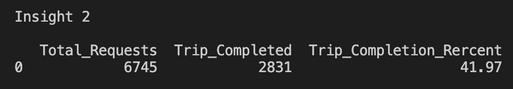 Insight 2
Total_Requests Trip_Completed Trip_Completion_Rercent
0 6745 2831 41.97